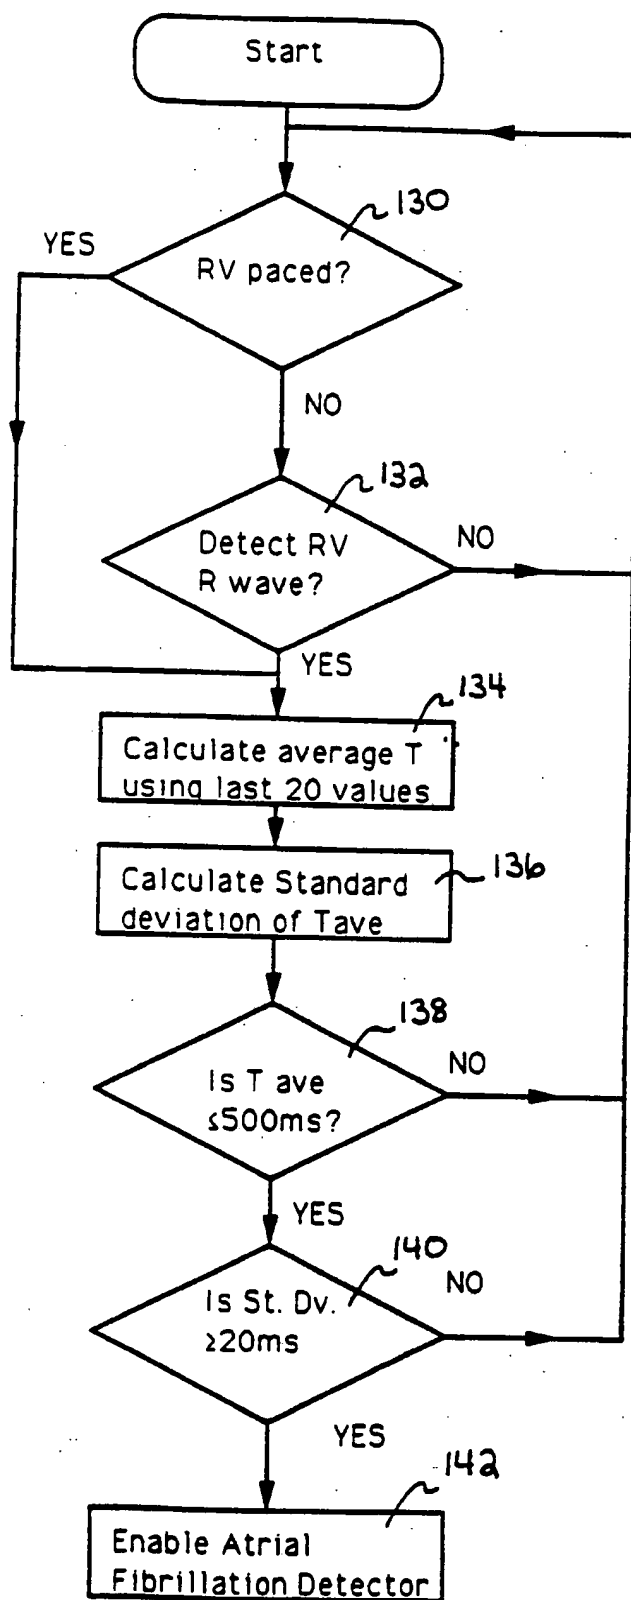 Start
130
YES
RV paced?
NO
132
Detect RV
R wave?
NO
YES
134
Calculate average T
using last 20 values
136
Calculate Standard
deviation of Tave
138
Is T ave
≤500ms?
NO
YES
140
Is St. Dv.
≥20ms
NO
YES
142
Enable Atrial
Fibrillation Detector